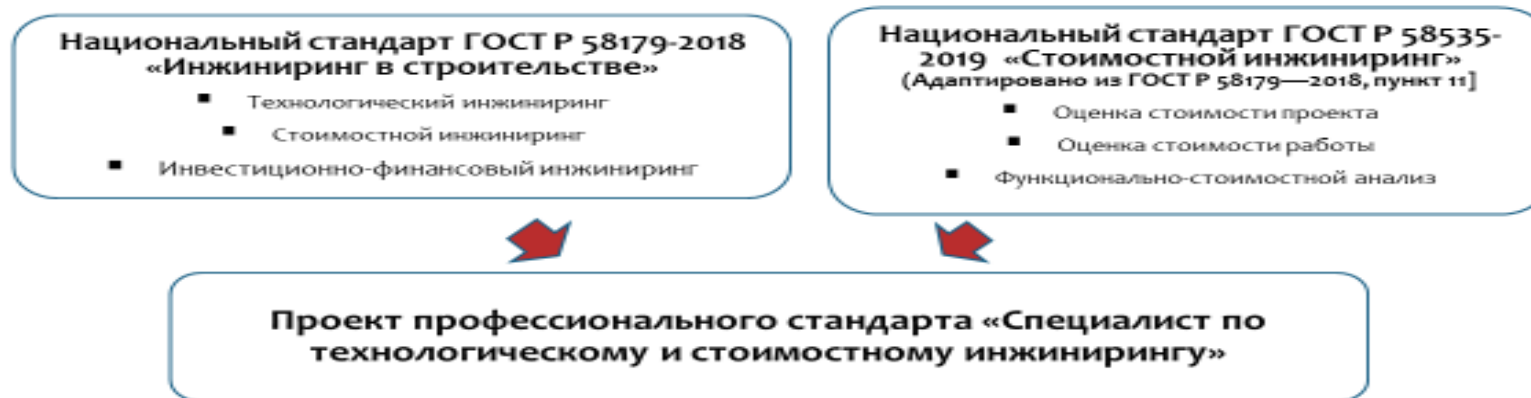 Национальный стандарт ГОСТ Р 58179-2018
«Инжиниринг в строительстве»
▪ Технологический инжиниринг
▪ Стоимостной инжиниринг
▪ Инвестиционно-финансовый инжиниринг
Национальный стандарт ГОСТ Р 58535-
2019 «Стоимостной инжиниринг»
(Адаптировано из ГОСТ Р 58179—2018, пункт 11]
▪ Оценка стоимости проекта
▪ Оценка стоимости работы
▪ Функционально-стоимостной анализ
Проект профессионального стандарта «Специалист по
технологическому и стоимостному инжинирингу»